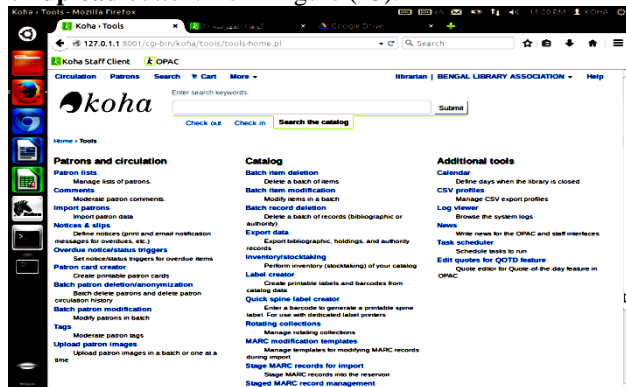 Koha › Tools - Mozilla Firefox
en
11:20 PM
KOHA
Koha › Tools
Google Drive
127.0.1.1:8001/cgi-bin/koha/tools/tools-home.pl
Search
Koha Staff Client
OPAC
Circulation Patrons Search Cart More
librarian | BENGAL LIBRARY ASSOCIATION Help
koha
Enter search keywords
Submit
Check out Check in Search the catalog
Home › Tools
Patrons and circulation
Patron lists
Manage lists of patrons.
Comments
Moderate patron comments.
Import patrons
Import patron data
Notices & slips
Define notices (print and email notification
messages for overdues, etc.)
Overdue notice/status triggers
Set notice/status triggers for overdue items
Patron card creator
Create printable patron cards
Batch patron deletion/anonymization
Batch delete patrons and delete patron
circulation history
Batch patron modification
Modify patrons in batch
Tags
Moderate patron tags
Upload patron images
Upload patron images in a batch or one at a
time
Catalog
Batch item deletion
Delete a batch of items
Batch item modification
Modify items in a batch
Batch record deletion
Delete a batch of records (bibliographic or
authority)
Export data
Export bibliographic, holdings, and authority
records
Inventory/stocktaking
Perform inventory (stocktaking) of your catalog
Label creator
Create printable labels and barcodes from
catalog data
Quick spine label creator
Enter a barcode to generate a printable spine
label. For use with dedicated label printers
Rotating collections
Manage rotating collections
MARC modification templates
Manage templates for modifying MARC records
during import
Stage MARC records for import
Stage MARC records into the reservoir.
Staged MARC record management
Additional tools
Calendar
Define days when the library is closed
CSV profiles
Manage CSV export profiles
Log viewer
Browse the system logs
News
Write news for the OPAC and staff interfaces
Task scheduler
Schedule tasks to run
Edit quotes for QOTD feature
Quote editor for Quote-of-the-day feature in
OPAC